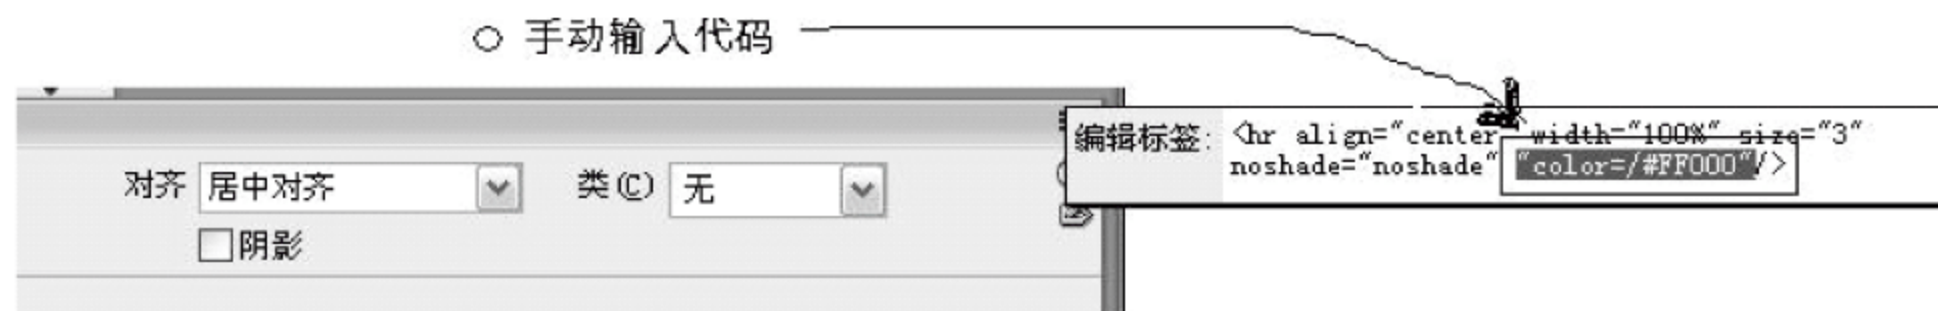 手动输入代码
编辑标签: <hr align="center" width="100%" size="3"
noshade="noshade" "color=/#FF000"/>
对齐 居中对齐 类(C) 无
阴影